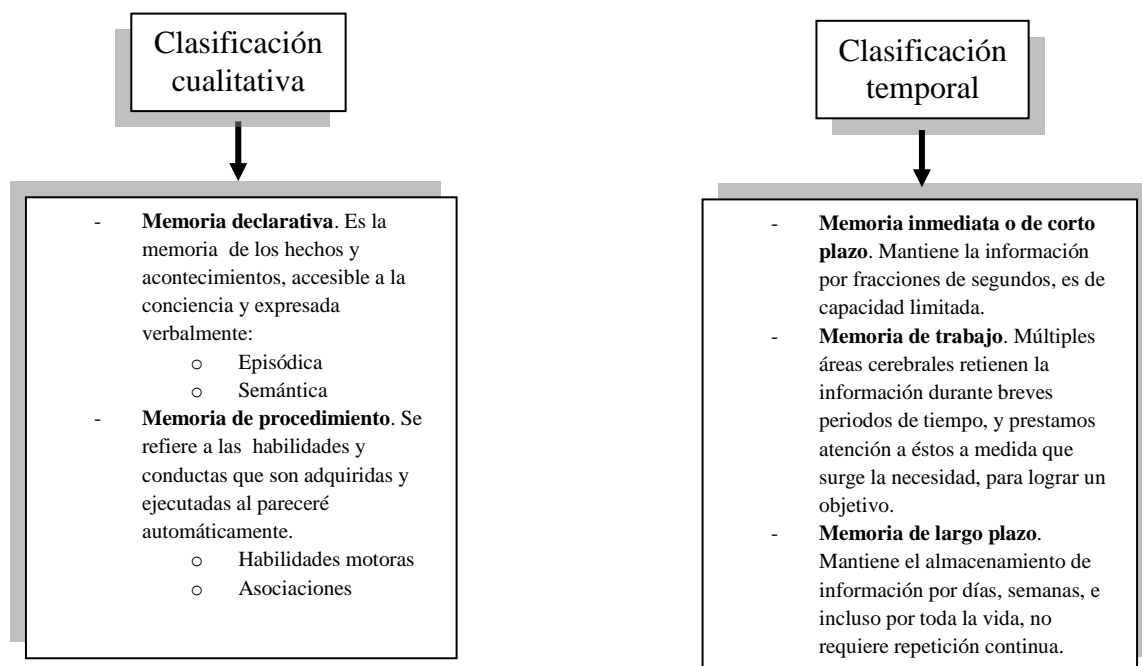 Clasificación
cualitativa
- Memoria declarativa. Es la
memoria de los hechos y
acontecimientos, accesible a la
conciencia y expresada
verbalmente:
o Episódica
o Semántica
- Memoria de procedimiento. Se
refiere a las habilidades y
conductas que son adquiridas y
ejecutadas al pareceré
automáticamente.
o Habilidades motoras
o Asociaciones
Clasificación
temporal
- Memoria inmediata o de corto
plazo. Mantiene la información
por fracciones de segundos, es de
capacidad limitada.
- Memoria de trabajo. Múltiples
áreas cerebrales retienen la
información durante breves
periodos de tiempo, y prestamos
atención a éstos a medida que
surge la necesidad, para lograr un
objetivo.
- Memoria de largo plazo.
Mantiene el almacenamiento de
información por días, semanas, e
incluso por toda la vida, no
requiere repetición continua.